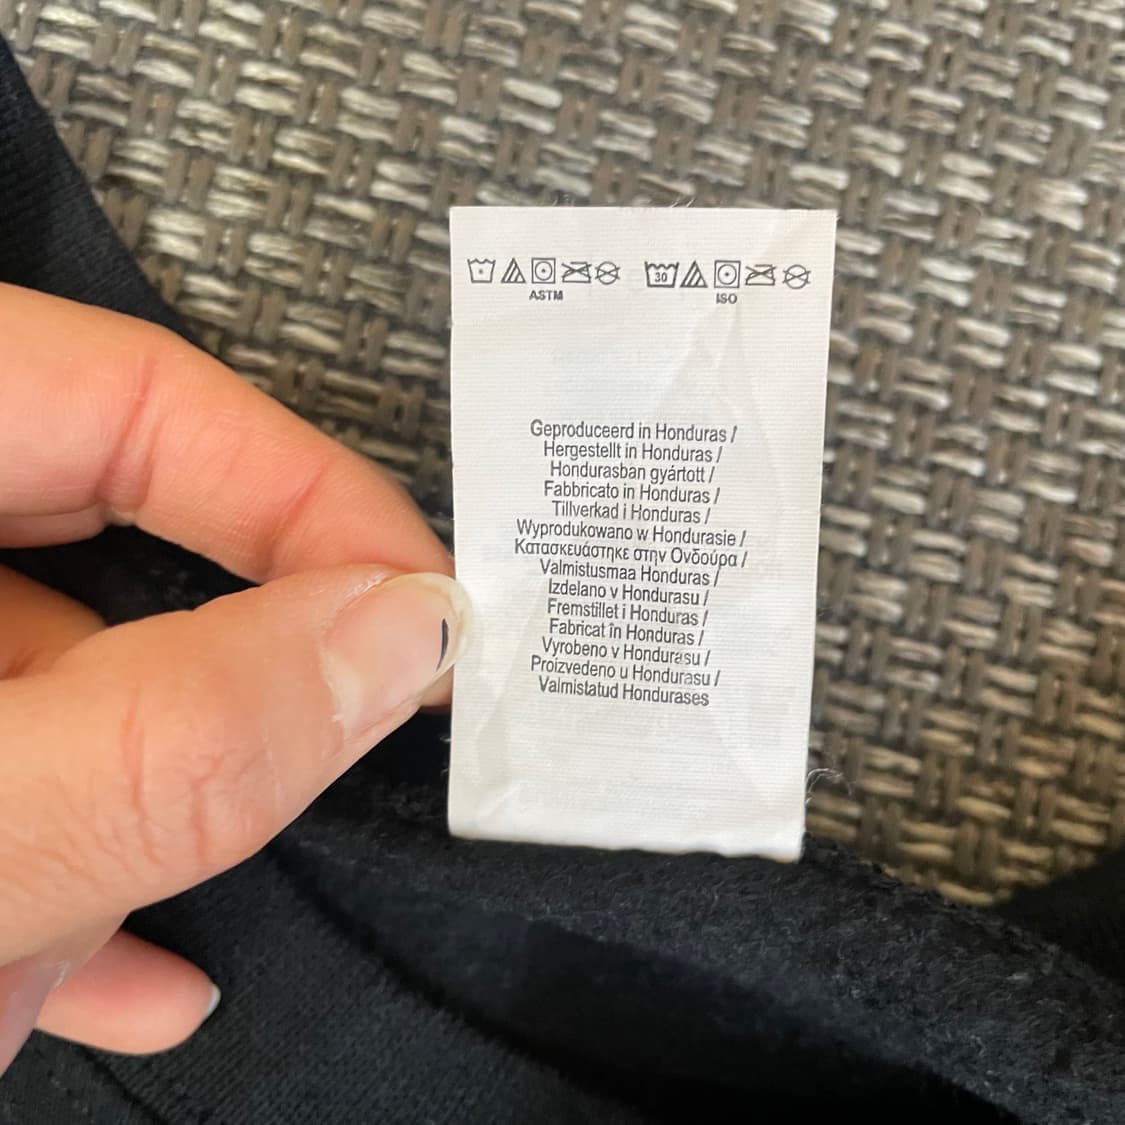 30
ASTM
ISO
Geproduceerd in Honduras /
Hergestellt in Honduras /
Hondurasban gyártott /
Fabbricato in Honduras /
Tillverkad i Honduras /
Wyprodukowano w Hondurasie /
Κατασκευάστηκε στην Ονδούρα /
Valmistusmaa Honduras /
Izdelano v Hondurasu /
Fremstillet i Honduras /
Fabricat în Honduras /
Vyrobeno v Hondurasu /
Proizvedeno u Hondurasu /
Valmistatud Hondurases